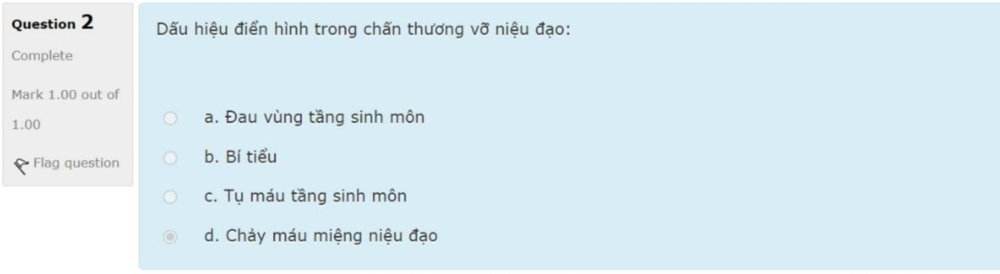 Question 2
Complete
Mark 1.00 out of
1.00
Flag question
Dấu hiệu điển hình trong chấn thương vỡ niệu đạo:
a. Đau vùng tầng sinh môn
b. Bí tiểu
c. Tụ máu tầng sinh môn
d. Chảy máu miệng niệu đạo